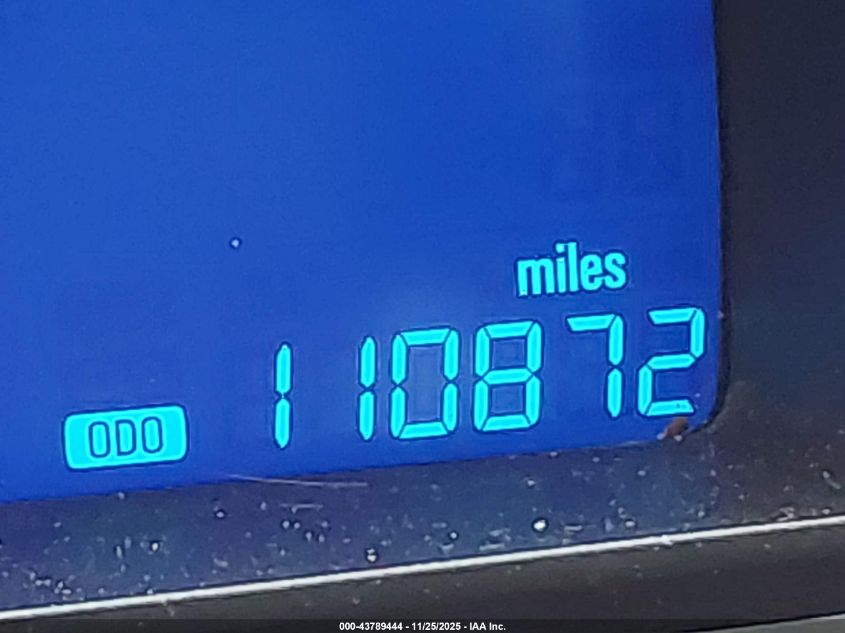 miles
ODO 110872
000-43789444 - 11/25/2025 - IAA Inc.